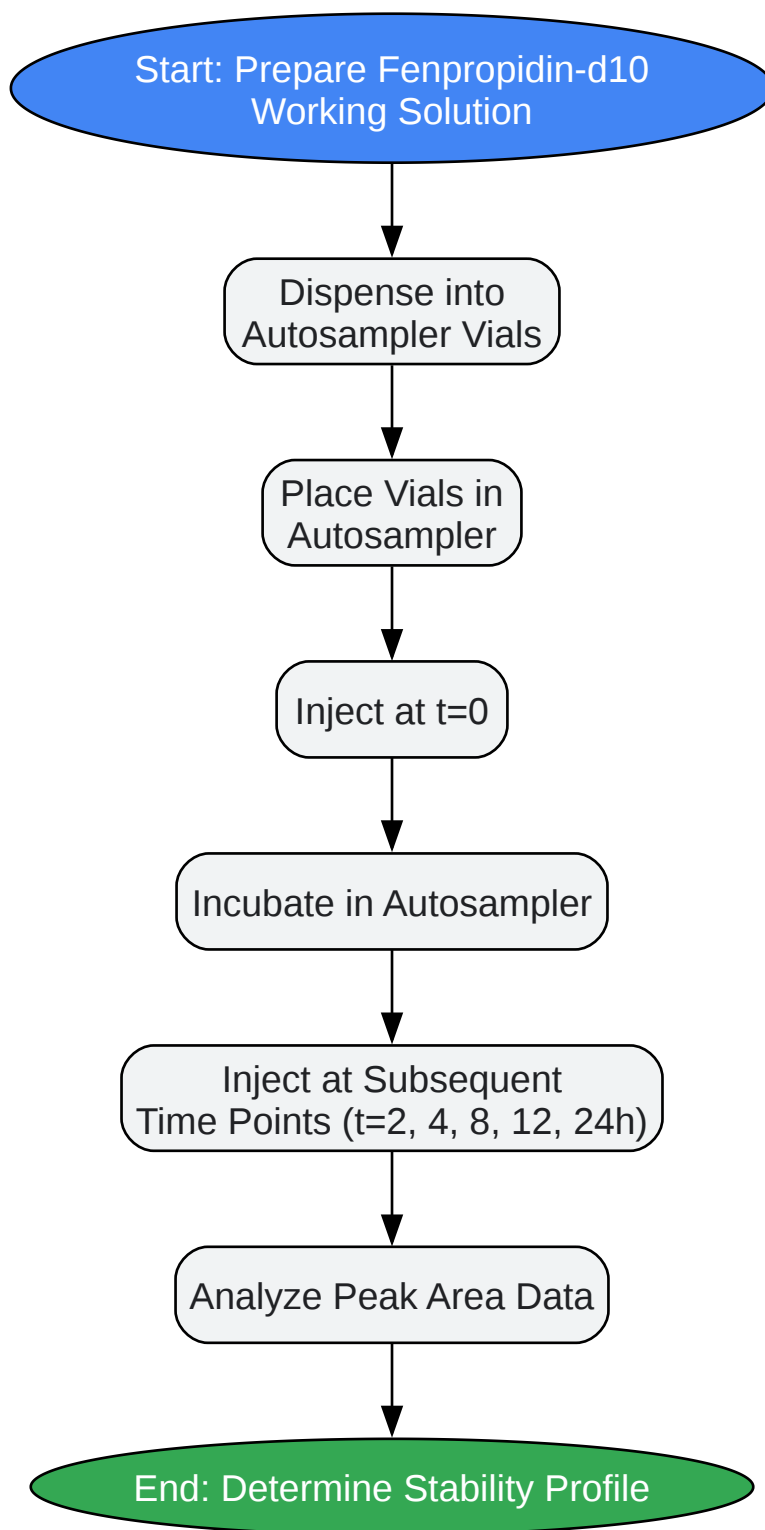 Start: Prepare Fenpropidin-d10
Working Solution
Dispense into
Autosampler Vials
Place Vials in
Autosampler
Inject at t=0
Incubate in Autosampler
Inject at Subsequent
Time Points (t=2, 4, 8, 12, 24h)
Analyze Peak Area Data
End: Determine Stability Profile